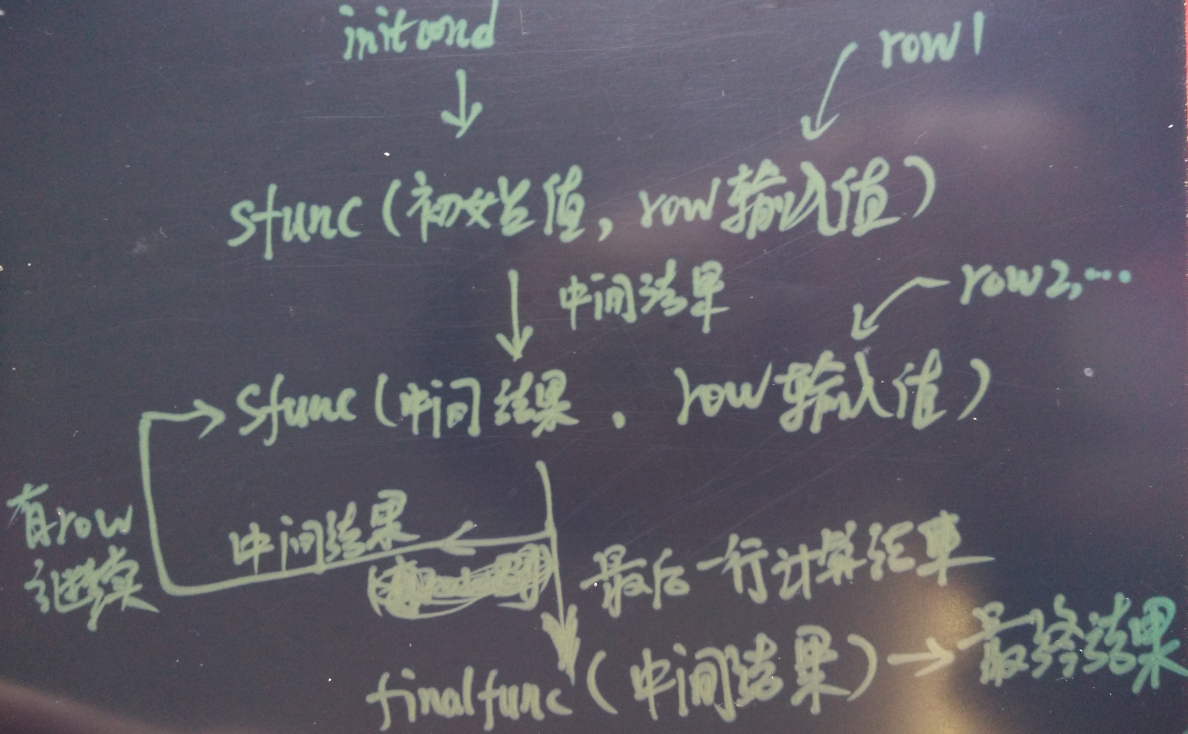 initcond
row1
sfunc(初始值,row输入值)
中间结果
row2,...
sfunc(中间结果,row输入值)
有row
继续
中间结果
最后一行计算结束
finalfunc(中间结果)→最终结果